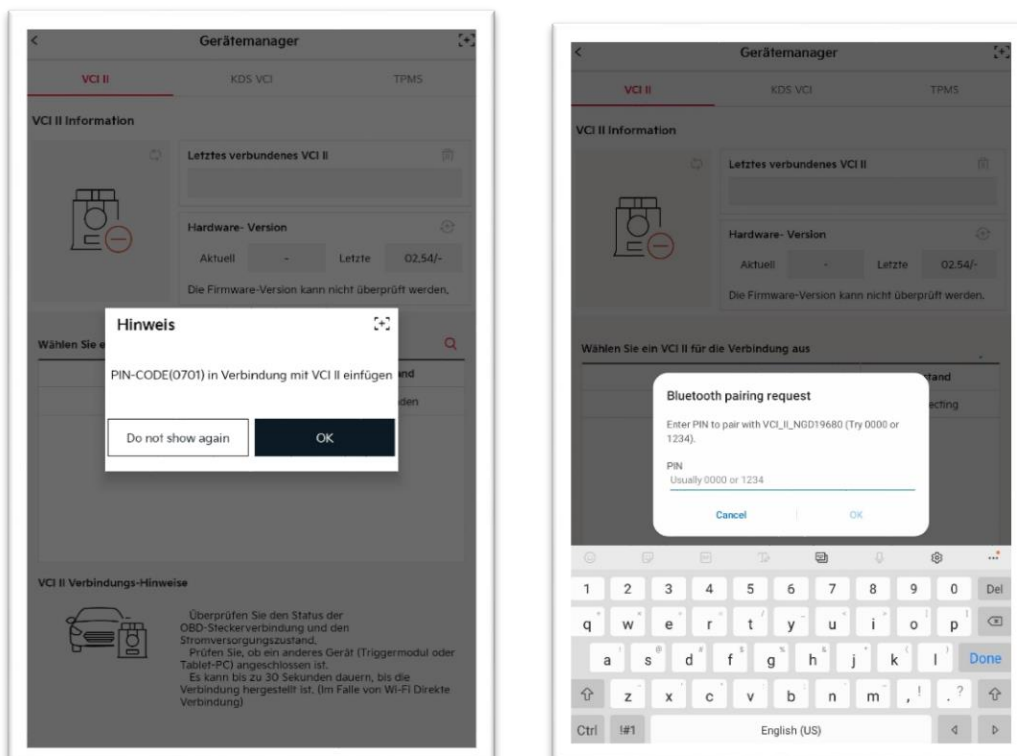 Gerätemanager
VCI II KDS VCI TPMS
VCI II Information
Letztes verbundenes VCI II
Hardware- Version
Aktuell - Letzte 02.54/-
Die Firmware-Version kann nicht überprüft werden.
Hinweis
Wählen Sie e
PIN-CODE(0701) in Verbindung mit VCI II einfügen
Do not show again OK
VCI II Verbindungs-Hinweise
Überprüfen Sie den Status der
OBD-Steckerverbindung und den
Stromversorgungszustand.
Prüfen Sie, ob ein anderes Gerät (Triggermodul oder
Tablet-PC) angeschlossen ist.
Es kann bis zu 30 Sekunden dauern, bis die
Verbindung hergestellt ist. (Im Falle von Wi-Fi Direkte
Verbindung)
Gerätemanager
VCI II KDS VCI TPMS
VCI II Information
Letztes verbundenes VCI II
Hardware- Version
Aktuell - Letzte 02.54/-
Die Firmware-Version kann nicht überprüft werden.
Wählen Sie ein VCI II für die Verbindung aus
stand
ecting
Bluetooth pairing request
Enter PIN to pair with VCI_II_NGD19680 (Try 0000 or
1234).
PIN
Usually 0000 or 1234
Cancel OK
1 2 3 4 5 6 7 8 9 0 Del
q w e r t y u i o p
a s d f g h j k l Done
z x c v b n m , ! . ?
Ctrl !#1 English (US)